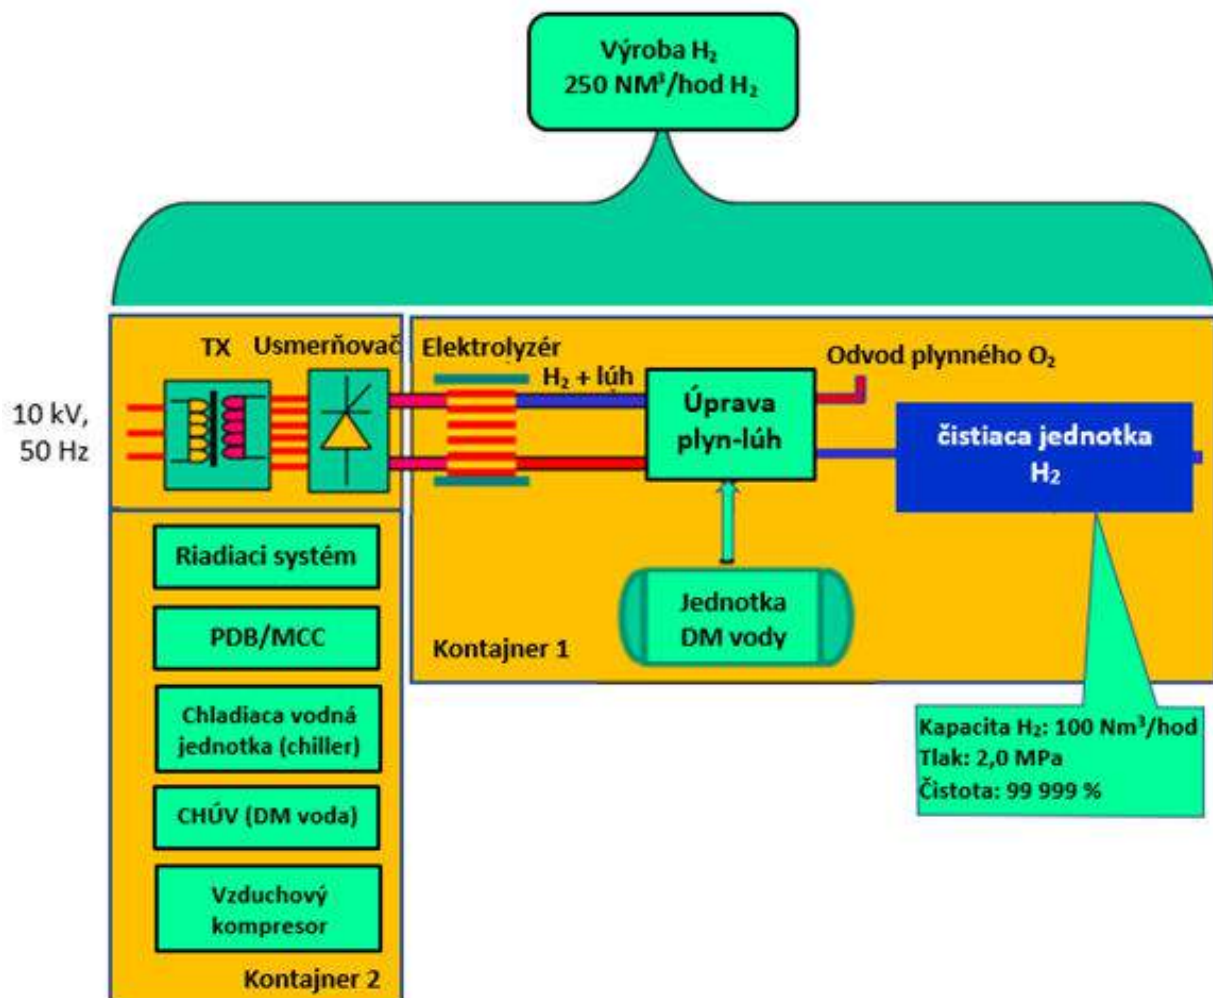 Výroba H₂
250 NM³/hod H₂
TX
Usmerňovač
Elektrolyzér
H₂ + lúh
Odvod plynného O₂
10 kV,
50 Hz
Úprava
plyn-lúh
čistiaca jednotka
H₂
Riadiaci systém
Jednotka
DM vody
PDB/MCC
Kontajner 1
Chladiaca vodná
jednotka (chiller)
Kapacita H₂: 100 Nm³/hod
Tlak: 2,0 MPa
Čistota: 99 999 %
CHÚV (DM voda)
Vzduchový
kompresor
Kontajner 2